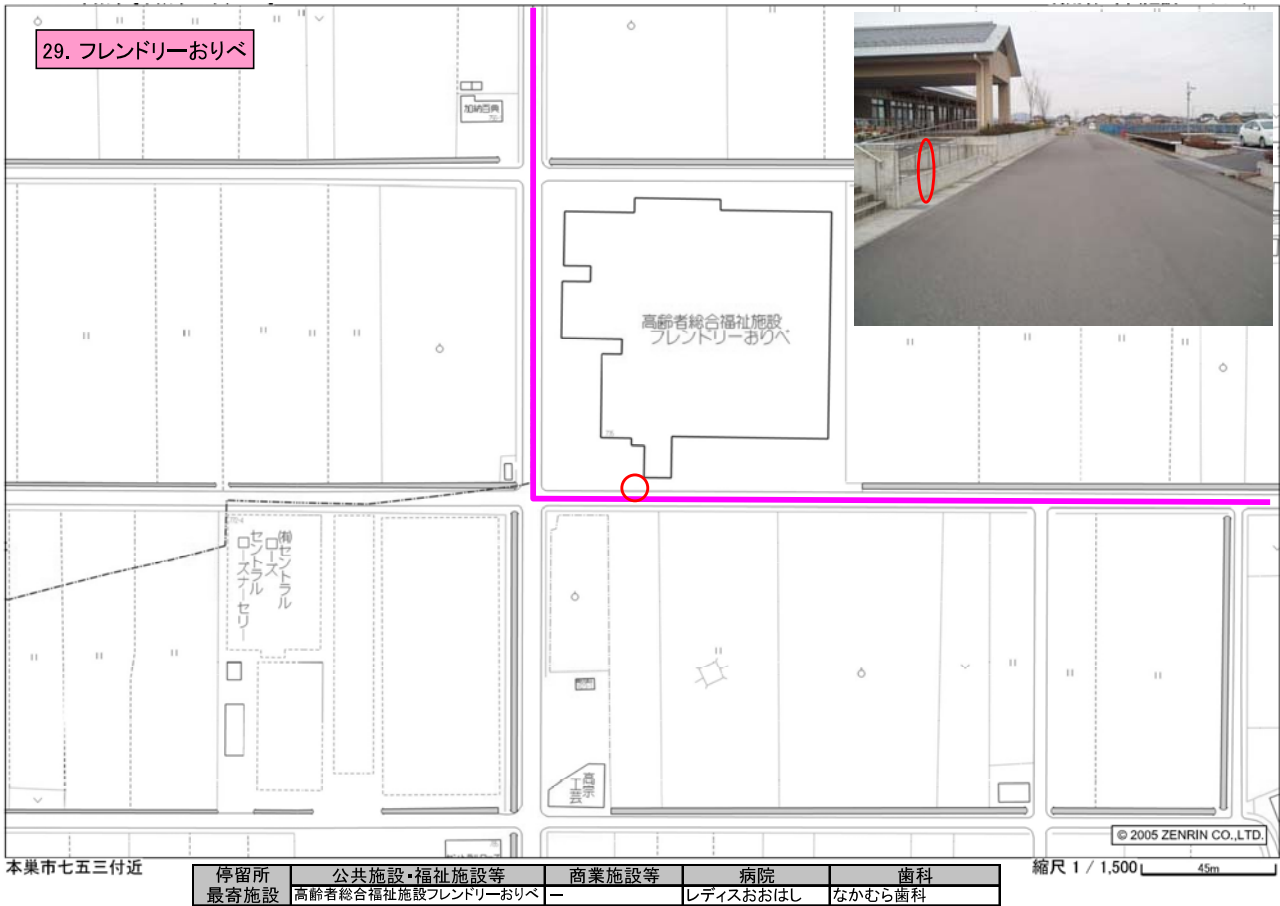 29. フレンドリーおりべ
加納百典
70-1
高齢者総合福祉施設
フレンドリーおりべ
76
㈲セントラル
ローズ
セントラル
ローズナーセリー
高宗
工芸
© 2005 ZENRIN CO.,LTD.
本巣市七五三付近
縮尺 1 / 1,500
45m
停留所 公共施設・福祉施設等 商業施設等 病院 歯科
最寄施設 高齢者総合福祉施設フレンドリーおりべ ー レディスおおはし なかむら歯科